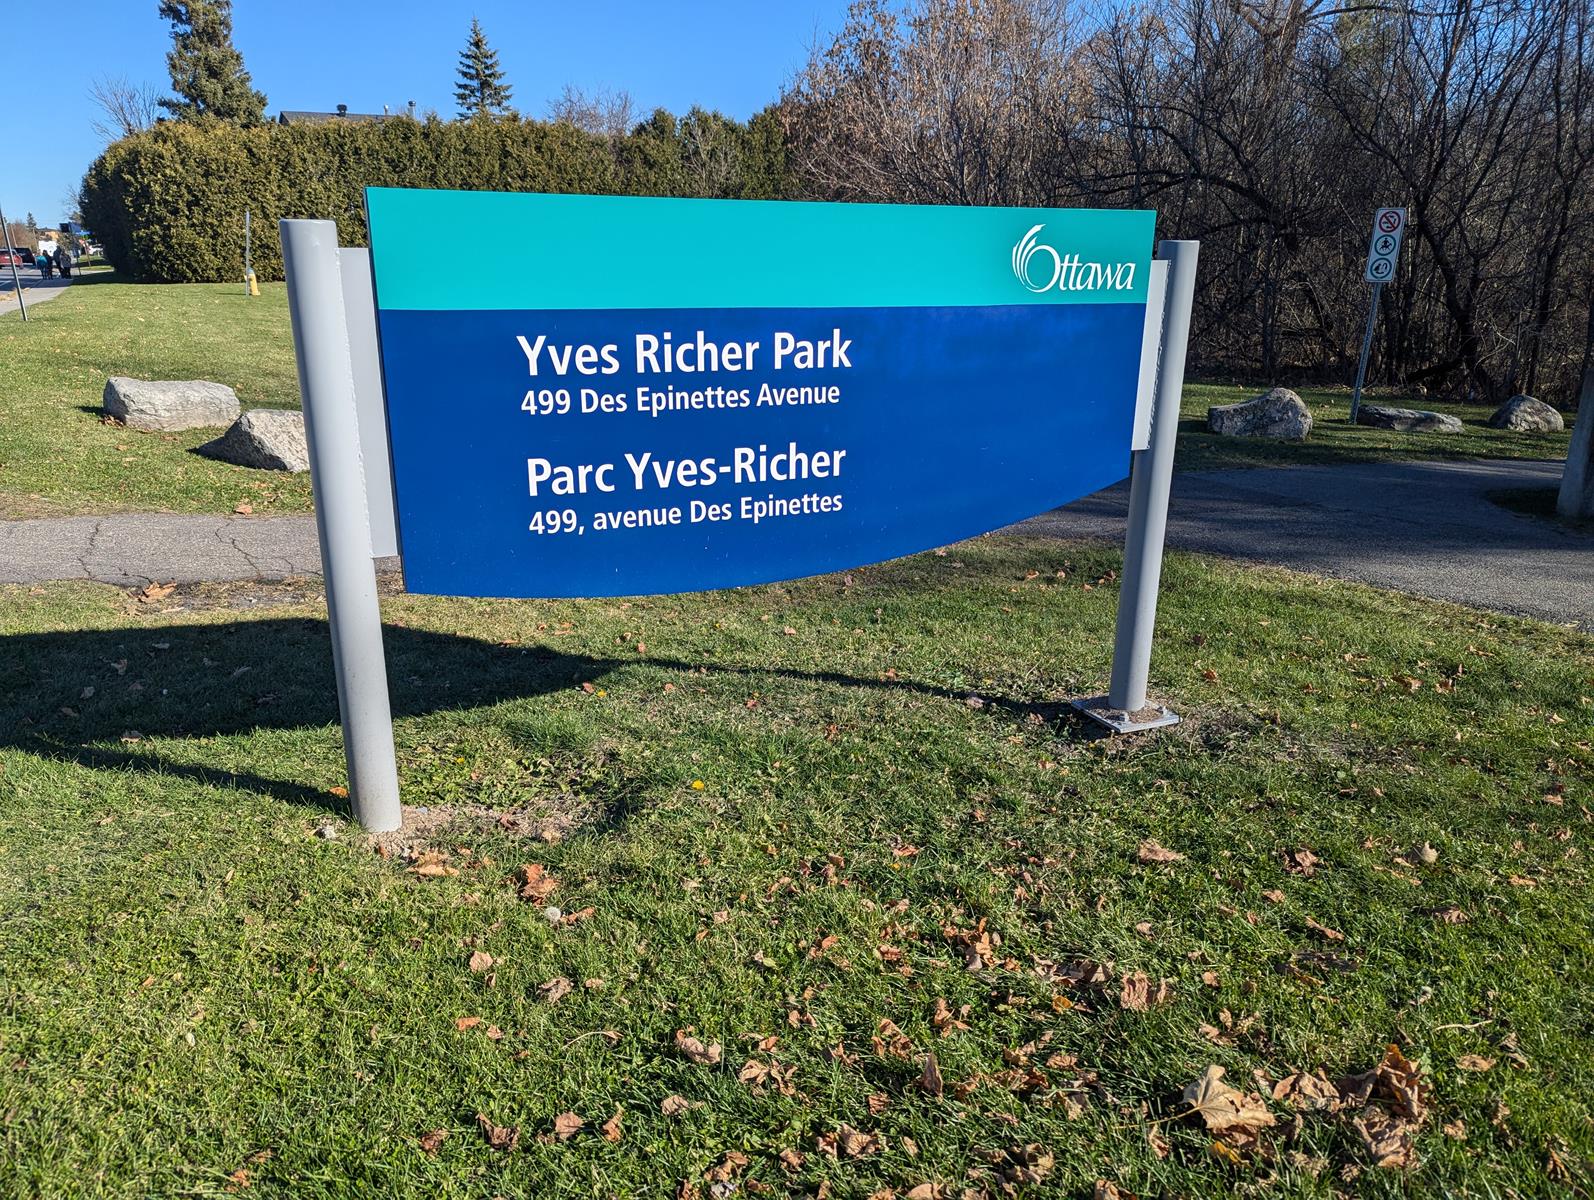 Ottawa
Yves Richer Park
499 Des Epinettes Avenue
Parc Yves-Richer
499, avenue Des Epinettes